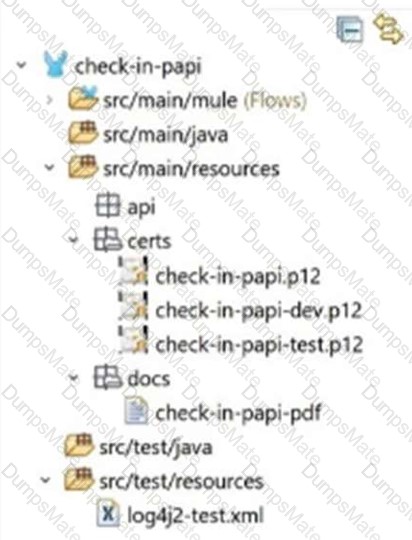 check-in-papi
src/main/mule (Flows)
src/main/java
src/main/resources
api
certs
check-in-papi.p12
check-in-papi-dev.p12
check-in-papi-test.p12
docs
check-in-papi-pdf
src/test/java
src/test/resources
log4j2-test.xml
DumpsMate